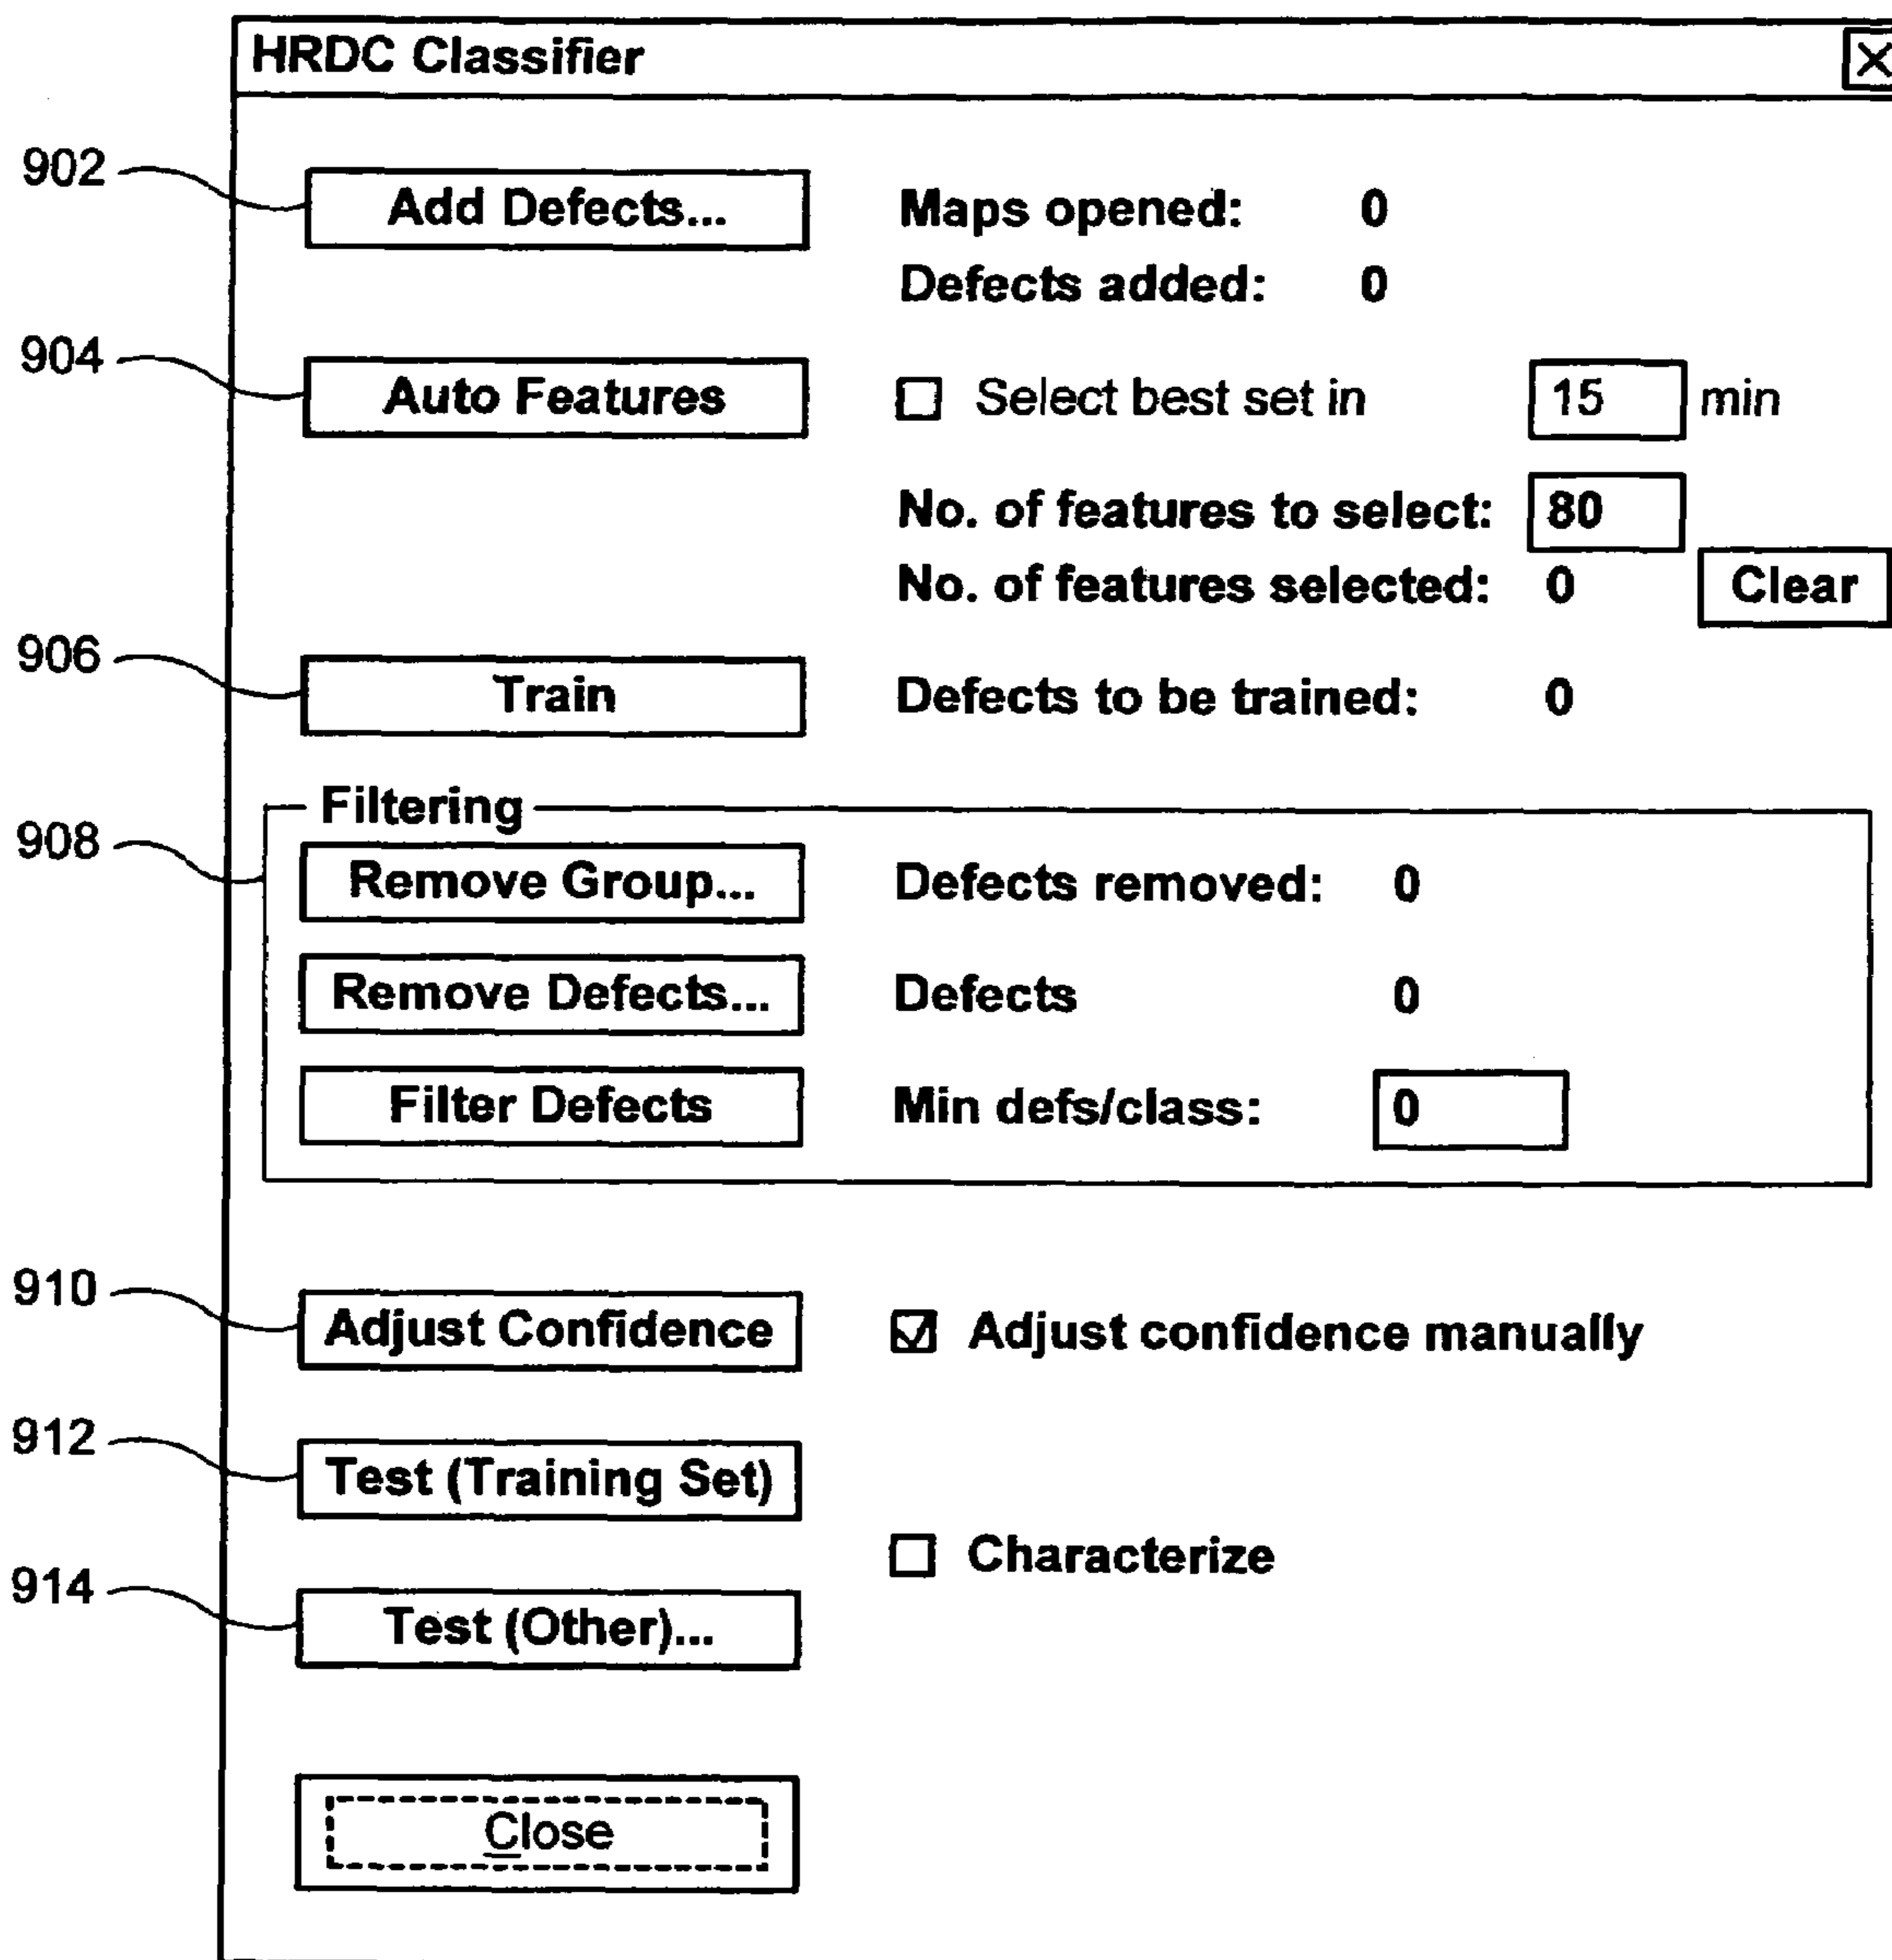 HRDC Classifier
902 Add Defects... Maps opened: 0
Defects added: 0
904 Auto Features Select best set in 15 min
No. of features to select: 80
No. of features selected: 0 Clear
906 Train Defects to be trained: 0
Filtering
908 Remove Group... Defects removed: 0
Remove Defects... Defects 0
Filter Defects Min defs/class: 0
910 Adjust Confidence Adjust confidence manually
912 Test (Training Set)
Characterize
914 Test (Other)...
Close